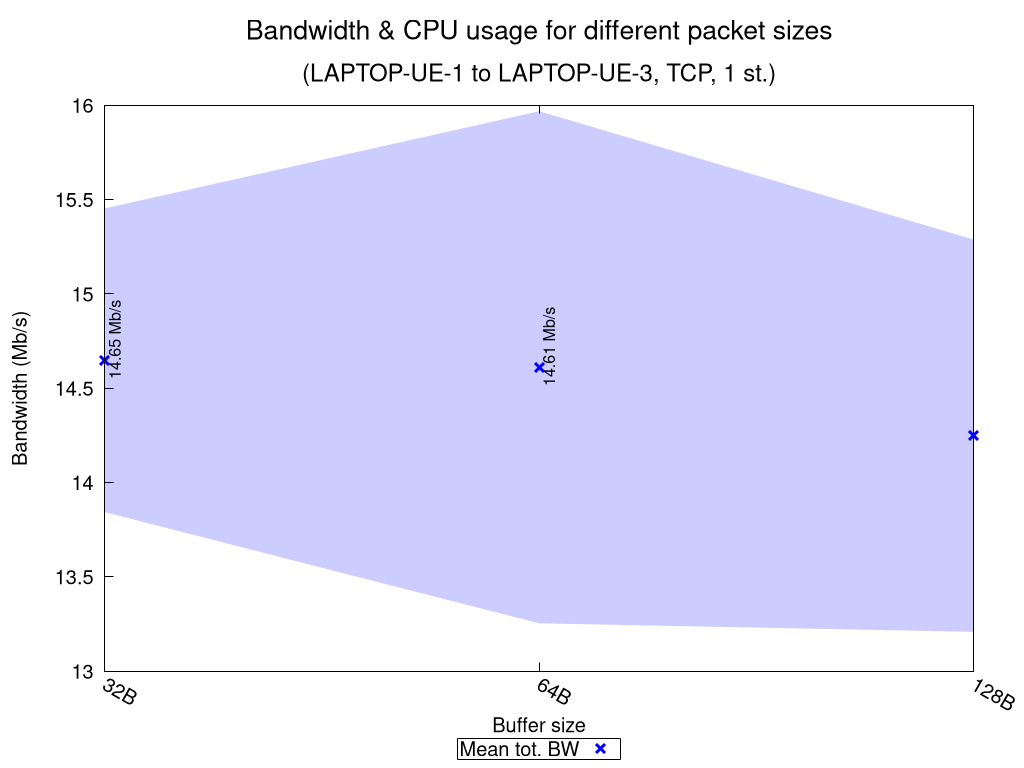 Bandwidth & CPU usage for different packet sizes
(LAPTOP-UE-1 to LAPTOP-UE-3, TCP, 1 st.)
16
15.5
15
14.5
14
13.5
13
Bandwidth (Mb/s)
14.65 Mb/s
14.61 Mb/s
32B
64B
128B
Buffer size
Mean tot. BW